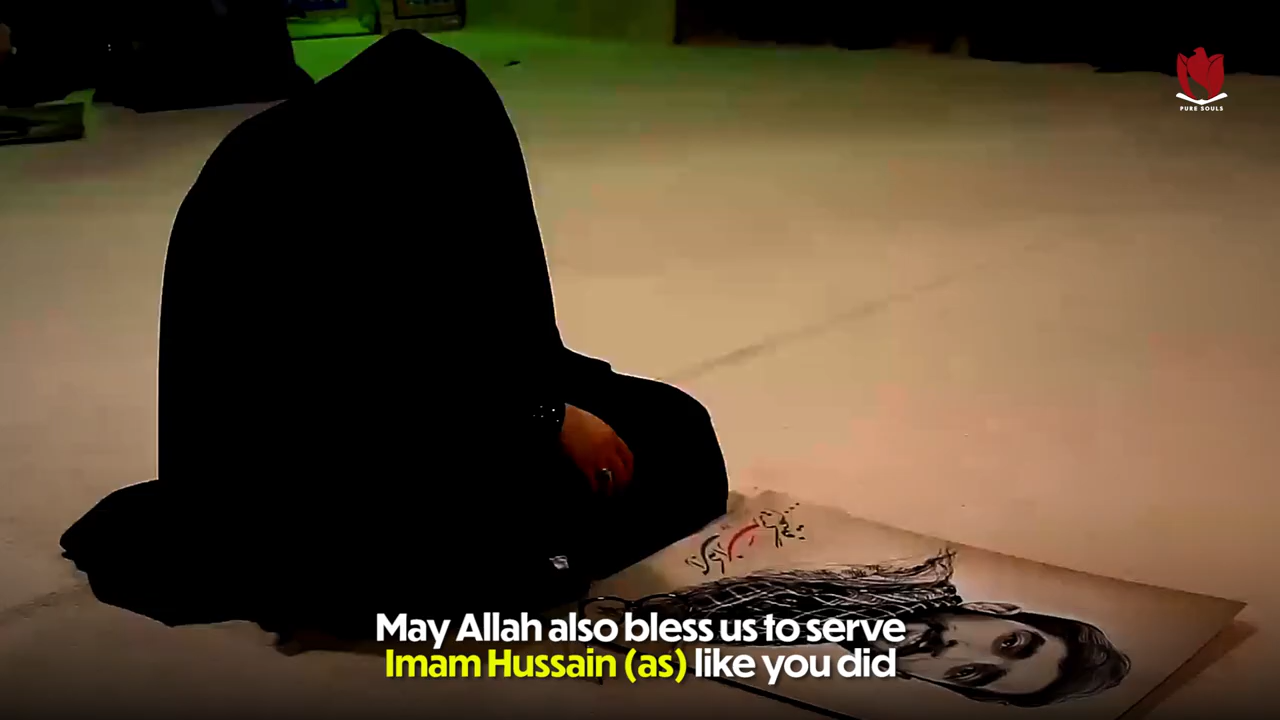 PURE SOULS
May Allah also bless us to serve
Imam Hussain (as) like you did